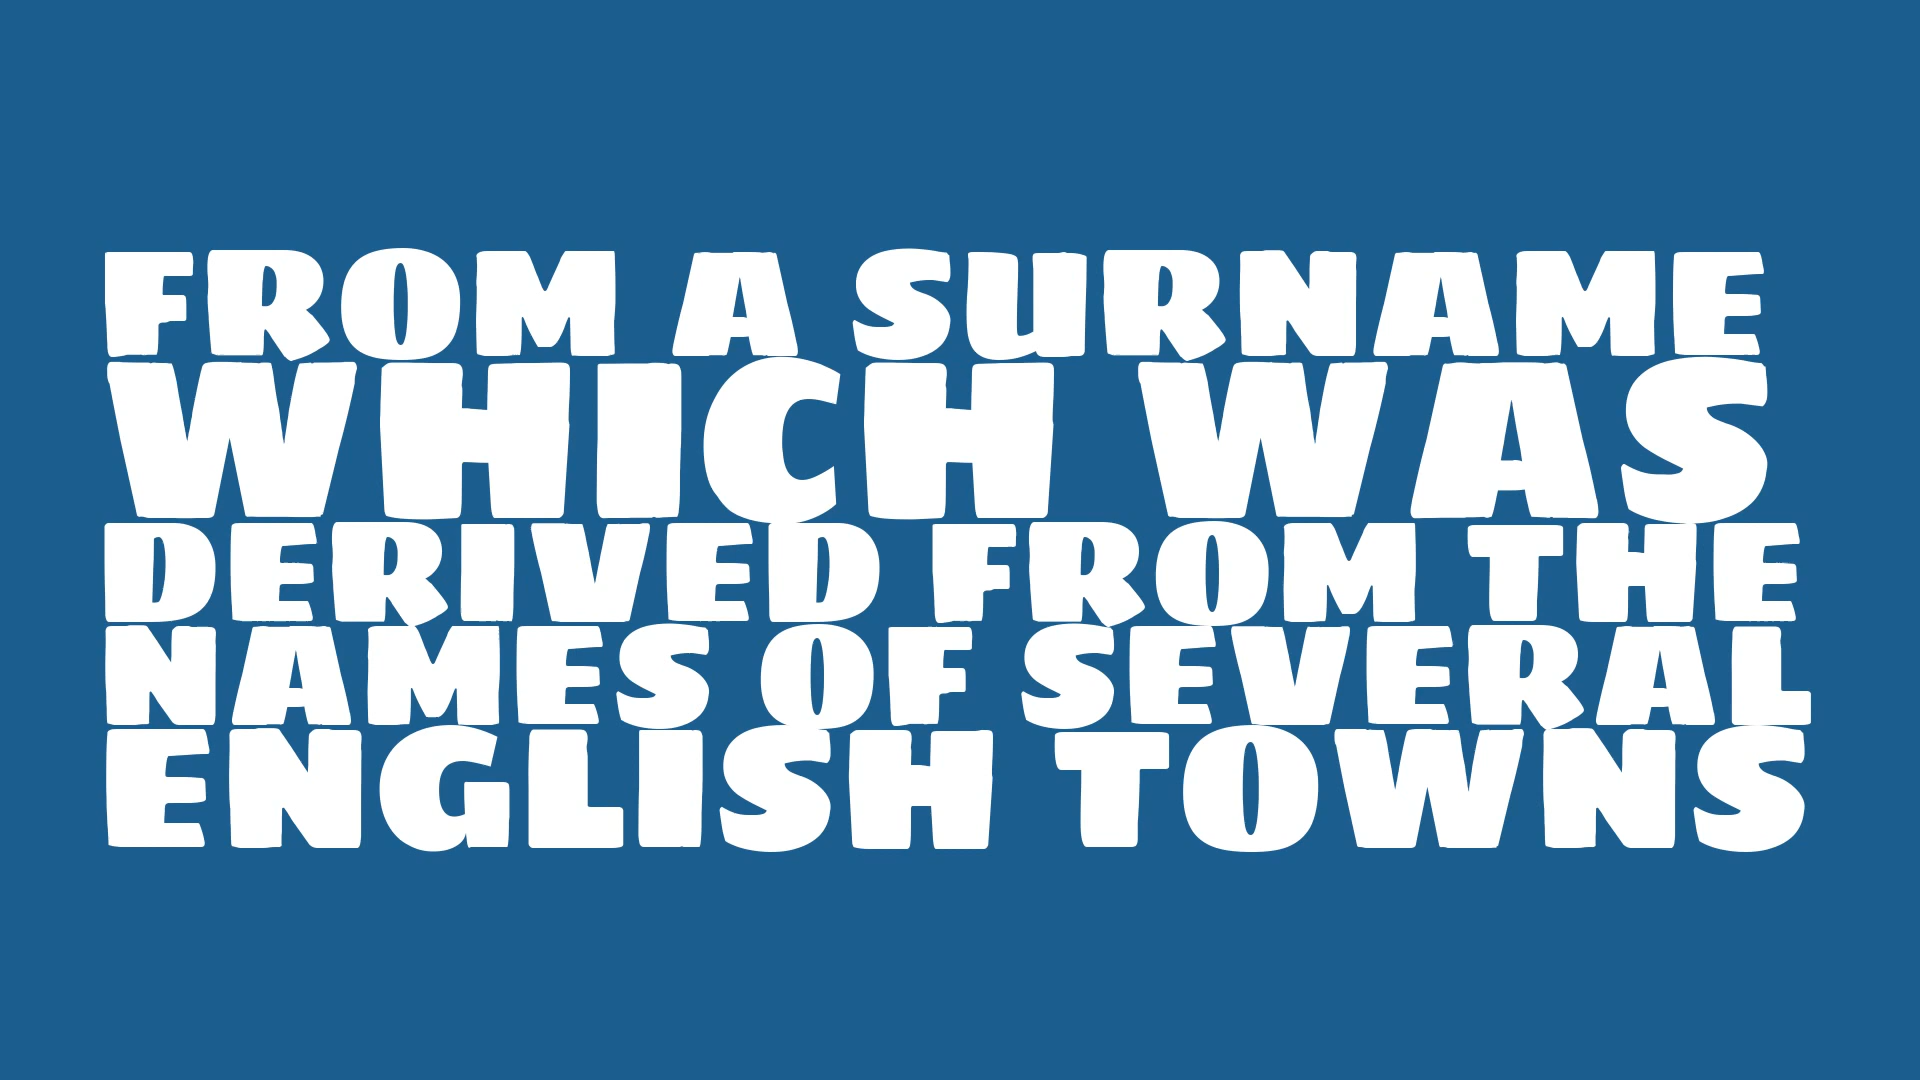 FROM A SURNAME
WHICH WAS
DERIVED FROM THE
NAMES OF SEVERAL
ENGLISH TOWNS